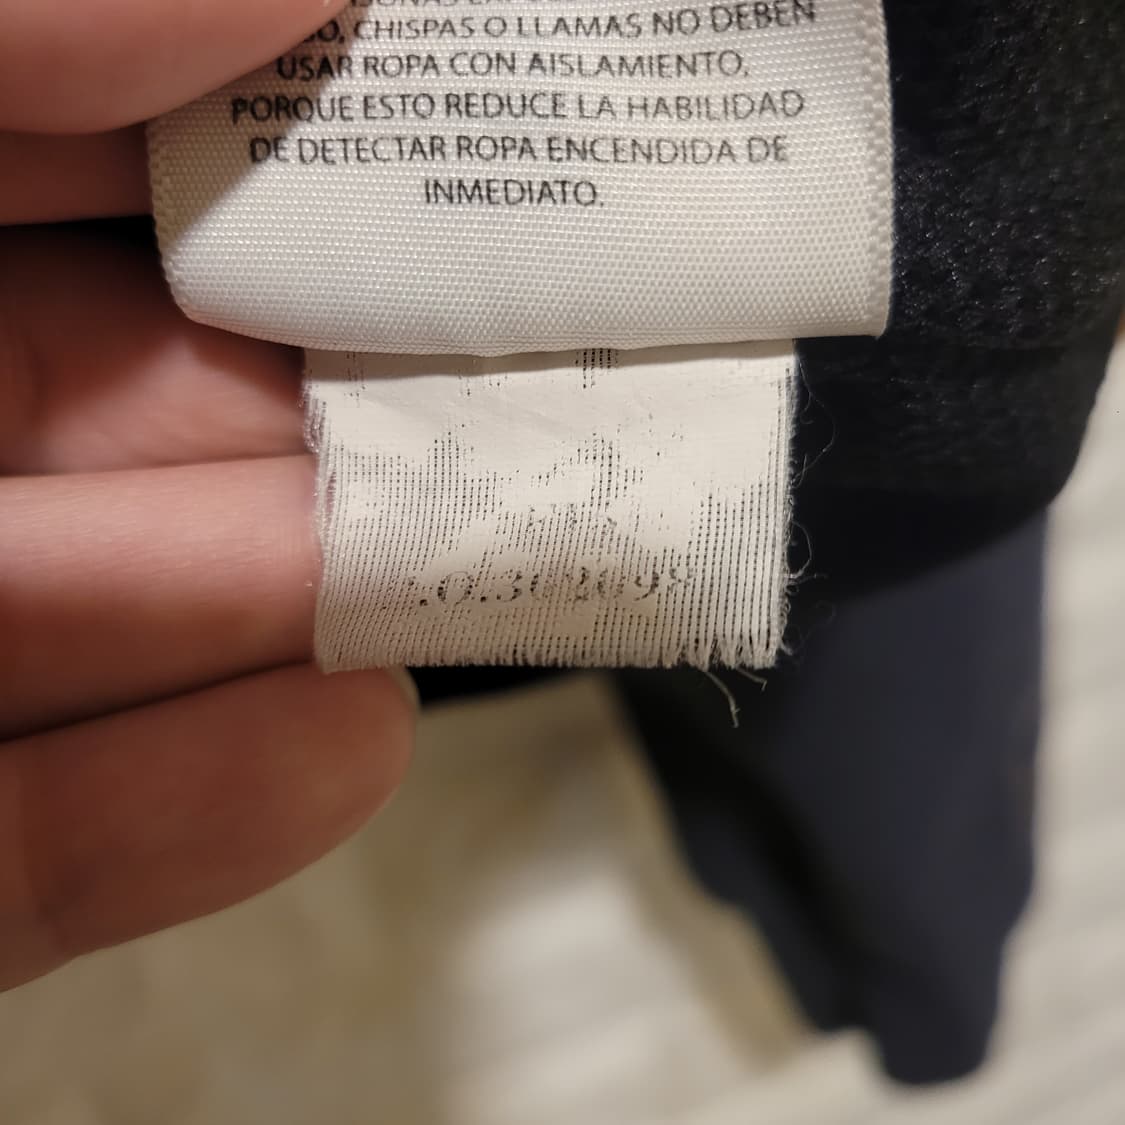 CHISPAS O LLAMAS NO DEBEN
USAR ROPA CON AISLAMIENTO,
PORQUE ESTO REDUCE LA HABILIDAD
DE DETECTAR ROPA ENCENDIDA DE
INMEDIATO.